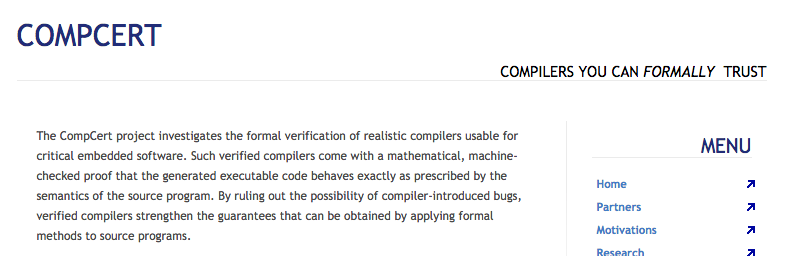 COMPCERT
COMPILERS YOU CAN FORMALLY TRUST
The CompCert project investigates the formal verification of realistic compilers usable for
critical embedded software. Such verified compilers come with a mathematical, machine-
checked proof that the generated executable code behaves exactly as prescribed by the
semantics of the source program. By ruling out the possibility of compiler-introduced bugs,
verified compilers strengthen the guarantees that can be obtained by applying formal
methods to source programs.
MENU
Home
Partners
Motivations
Research